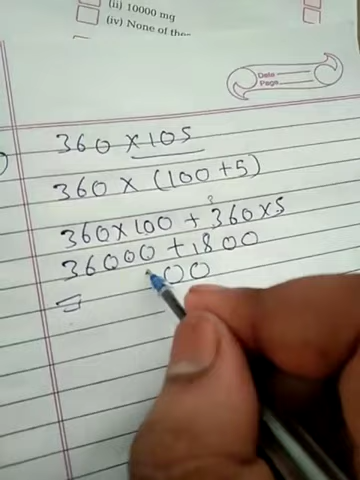 (ii) 10000 mg
(iv) None of the
Date
Page
360 × 105
360 × (100 + 5)
360 × 100 + 360 × 5
36000 + 1800
= 00